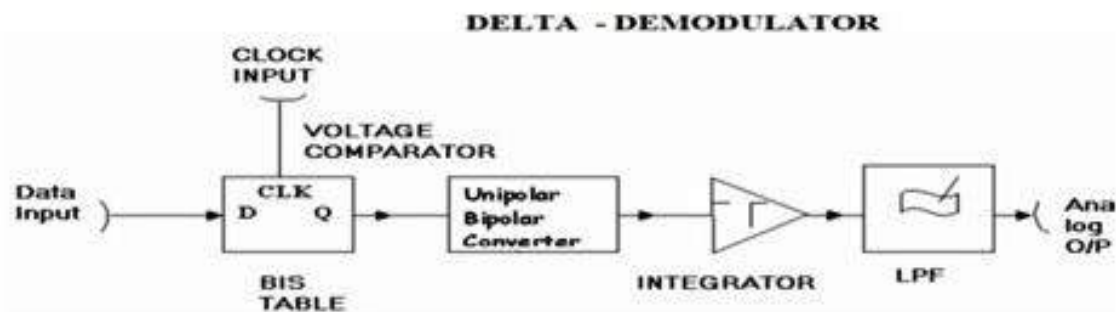 DELTA - DEMODULATOR
CLOCK
INPUT
VOLTAGE
COMPARATOR
Data
Input
CLK
D Q
Unipolar
Bipolar
Converter
Ana
log
O/P
BIS
TABLE
INTEGRATOR
LPF